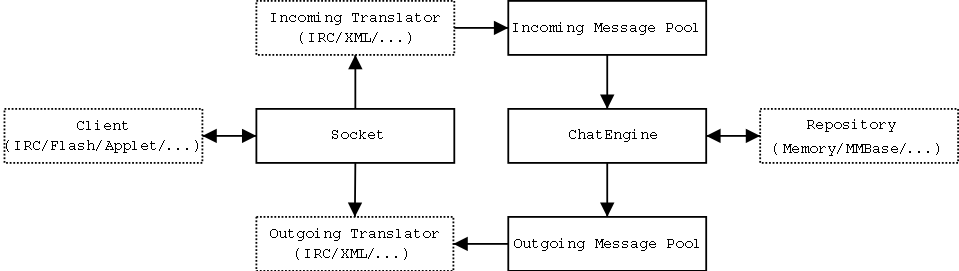 Incoming Translator
(IRC/XML/...)
Incoming Message Pool
Client
(IRC/Flash/Applet/...)
Socket
ChatEngine
Repository
(Memory/MMBase/...)
Outgoing Translator
(IRC/XML/...)
Outgoing Message Pool